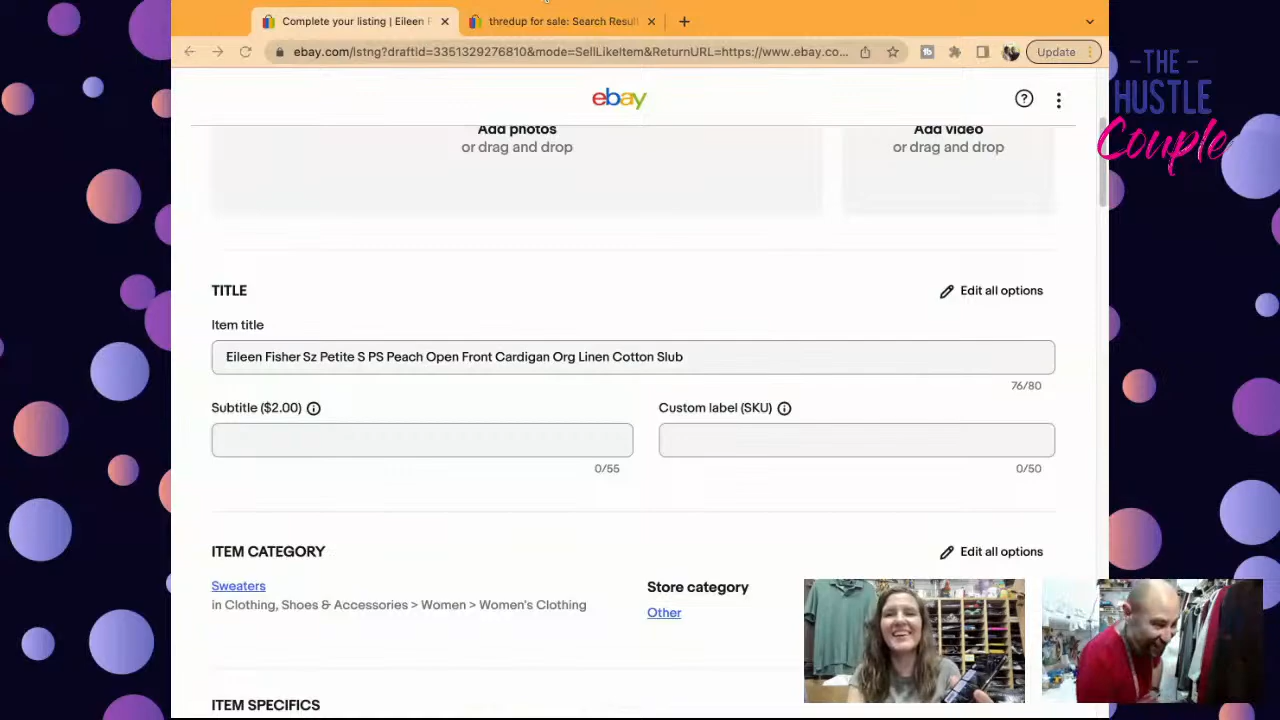 Complete your listing | Eileen F
thredup for sale: Search Resul
ebay.com/lstng?draftId=3351329276810&mode=SellLikeItem&ReturnURL=https://www.ebay.co...
Update
-THE-
HUSTLE
Couple
ebay
Add photos
or drag and drop
Add video
or drag and drop
TITLE
Edit all options
Item title
Eileen Fisher Sz Petite S PS Peach Open Front Cardigan Org Linen Cotton Slub
76/80
Subtitle ($2.00)
Custom label (SKU)
0/55
0/50
ITEM CATEGORY
Edit all options
Sweaters
in Clothing, Shoes & Accessories > Women > Women's Clothing
Store category
Other
ITEM SPECIFICS